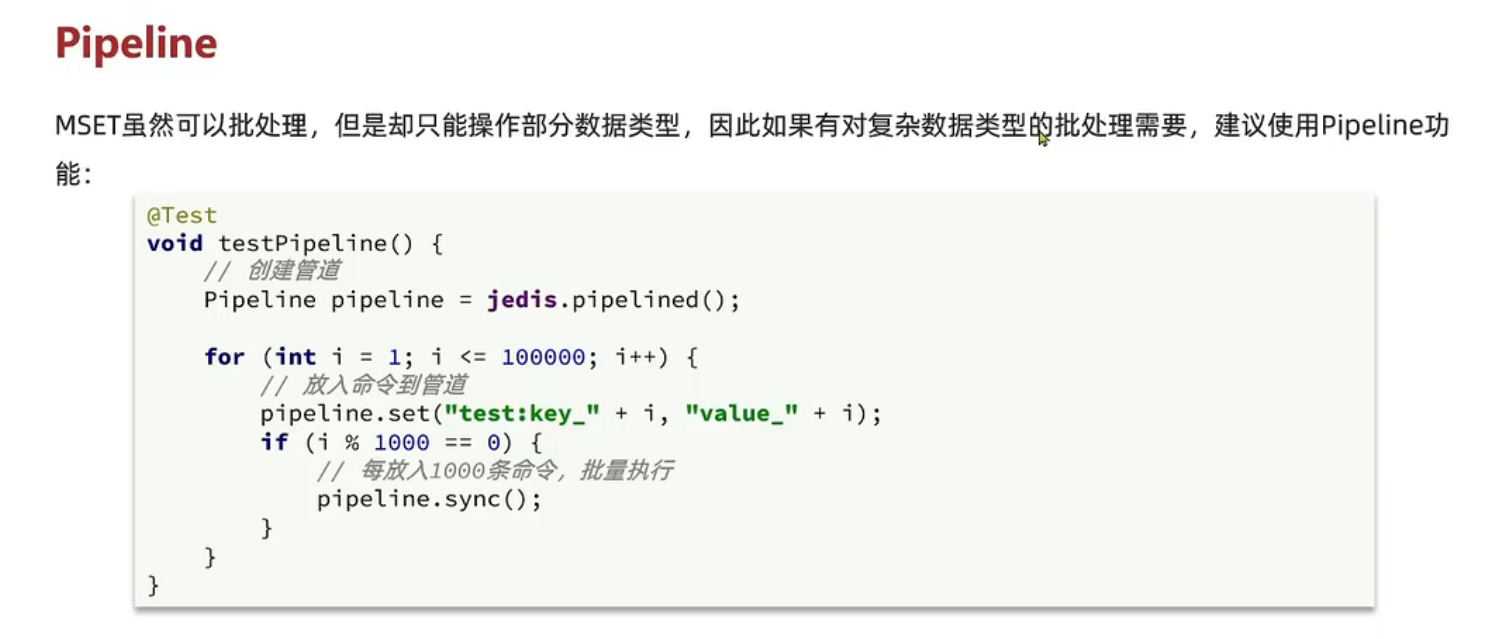 Pipeline
MSET虽然可以批处理，但是却只能操作部分数据类型，因此如果有对复杂数据类型的批处理需要，建议使用Pipeline功
能：
@Test
void testPipeline() {
    // 创建管道
    Pipeline pipeline = jedis.pipelined();

    for (int i = 1; i <= 100000; i++) {
        // 放入命令到管道
        pipeline.set("test:key_" + i, "value_" + i);
        if (i % 1000 == 0) {
            // 每放入1000条命令，批量执行
            pipeline.sync();
        }
    }
}